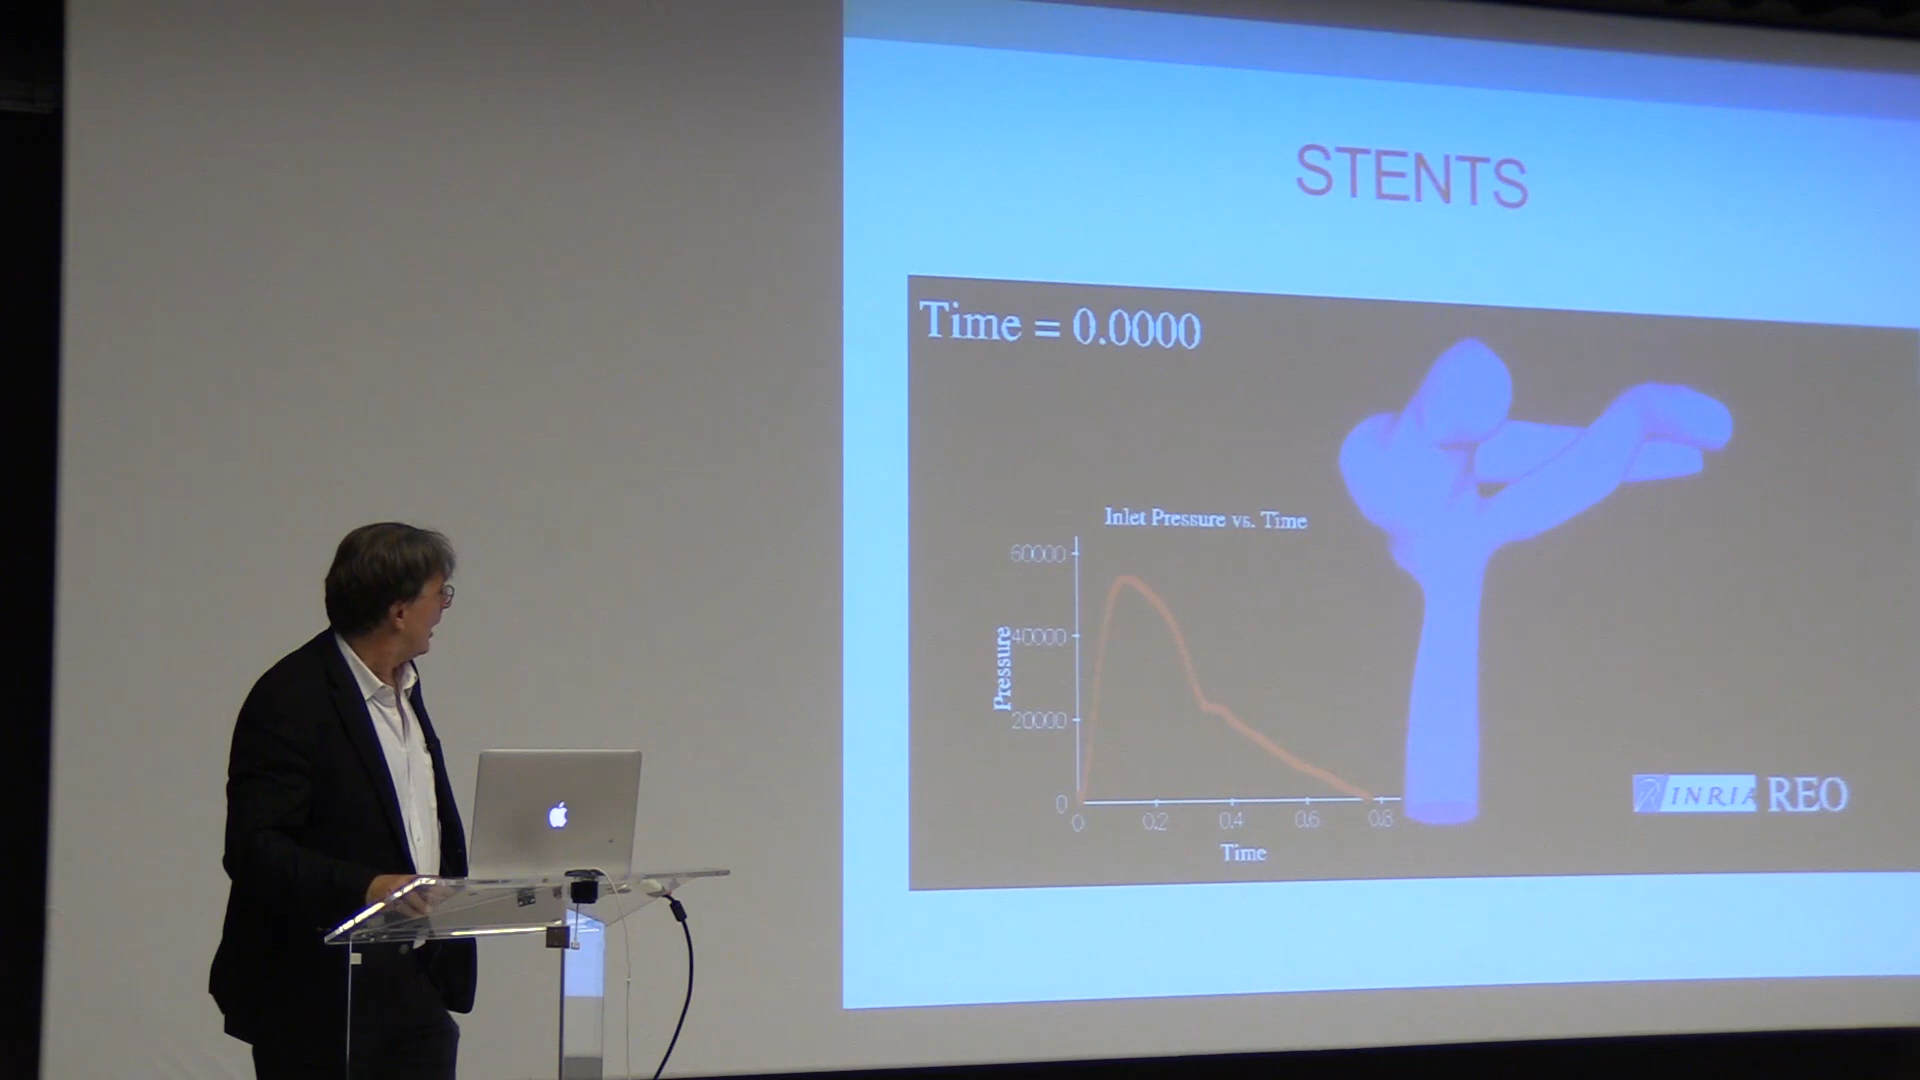 STENTS
Time = 0.0000
Inlet Pressure vs. Time
60000
40000
20000
0
Pressure
0 0.2 0.4 0.6 0.8
Time
INRIA REO